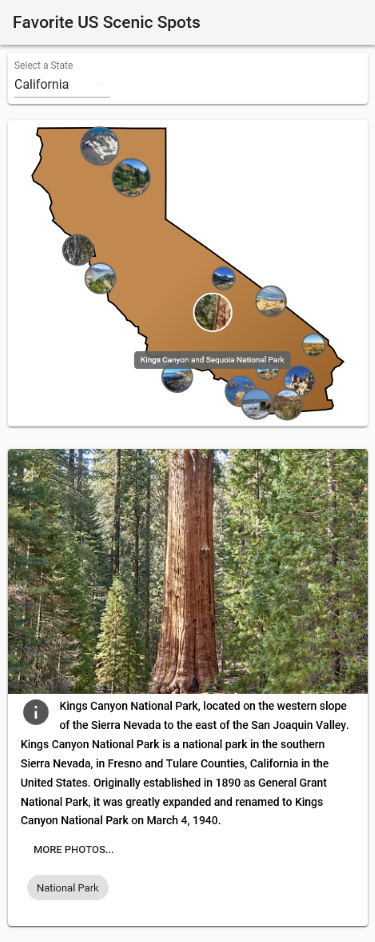 Favorite US Scenic Spots
Select a State
California
Kings Canyon and Sequoia National Park
Kings Canyon National Park, located on the western slope
of the Sierra Nevada to the east of the San Joaquin Valley.
Kings Canyon National Park is a national park in the southern
Sierra Nevada, in Fresno and Tulare Counties, California in the
United States. Originally established in 1890 as General Grant
National Park, it was greatly expanded and renamed to Kings
Canyon National Park on March 4, 1940.
MORE PHOTOS...
National Park